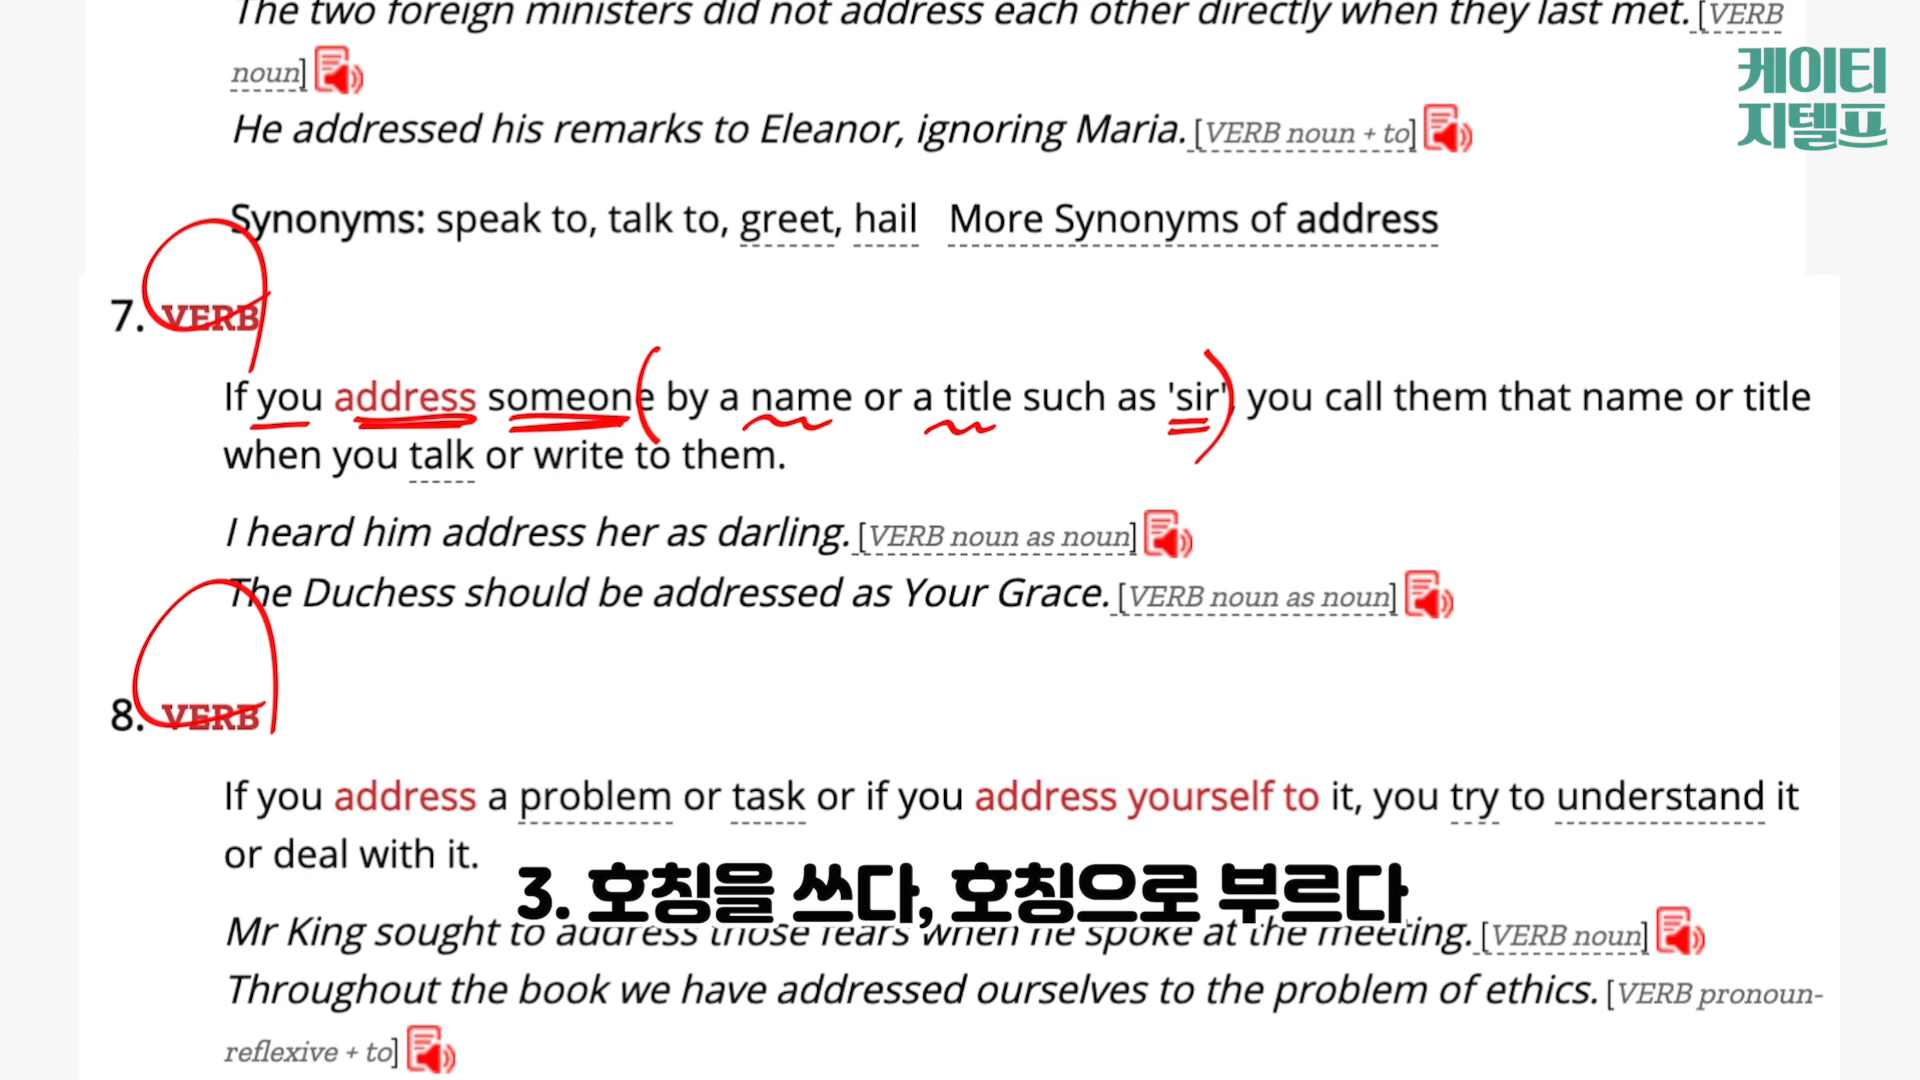 The two foreign ministers did not address each other directly when they last met. [VERB
noun]
케이티
지텔프
He addressed his remarks to Eleanor, ignoring Maria. [VERB noun + to]
Synonyms: speak to, talk to, greet, hail More Synonyms of address
7. VERB
If you address someone by a name or a title such as 'sir', you call them that name or title
when you talk or write to them.
I heard him address her as darling. [VERB noun as noun]
The Duchess should be addressed as Your Grace. [VERB noun as noun]
8. VERB
If you address a problem or task or if you address yourself to it, you try to understand it
or deal with it.
3. 호칭을 쓰다, 호칭으로 부르다
Mr King sought to address those fears when he spoke at the meeting. [VERB noun]
Throughout the book we have addressed ourselves to the problem of ethics. [VERB pronoun-
reflexive + to]